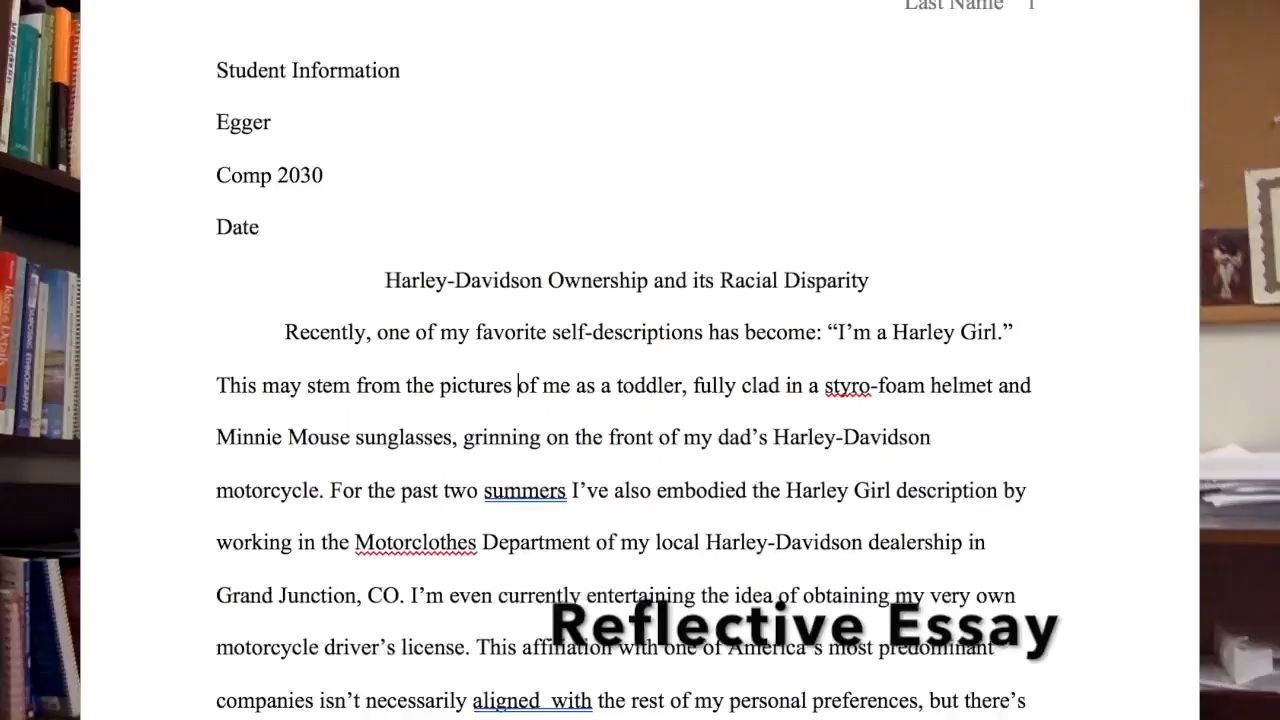 Last Name 1
Student Information
Egger
Comp 2030
Date
Harley-Davidson Ownership and its Racial Disparity
Recently, one of my favorite self-descriptions has become: “I’m a Harley Girl.”
This may stem from the pictures of me as a toddler, fully clad in a styro-foam helmet and
Minnie Mouse sunglasses, grinning on the front of my dad’s Harley-Davidson
motorcycle. For the past two summers I’ve also embodied the Harley Girl description by
working in the Motorclothes Department of my local Harley-Davidson dealership in
Grand Junction, CO. I’m even currently entertaining the idea of obtaining my very own
motorcycle driver’s license. This affiliation with one of America’s most predominant
companies isn’t necessarily aligned  with the rest of my personal preferences, but there’s
Reflective Essay